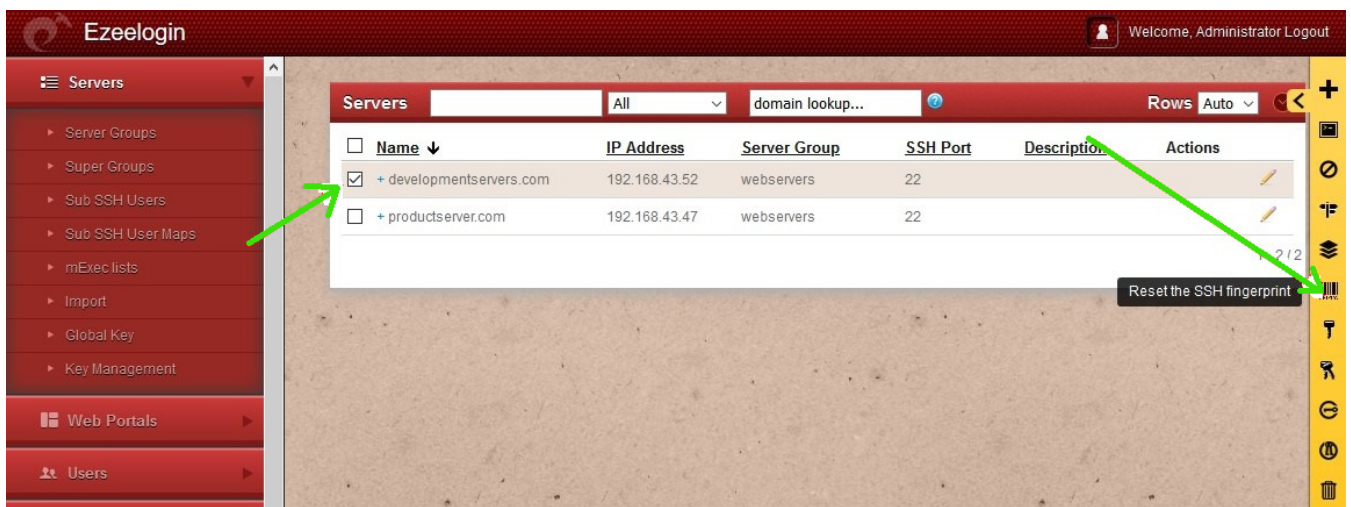 Ezeelogin
Welcome, Administrator Logout
Servers
Server Groups
Super Groups
Sub SSH Users
Sub SSH User Maps
mExec lists
Import
Global Key
Key Management
Web Portals
Users
Servers All domain lookup... Rows Auto
Name IP Address Server Group SSH Port Description Actions
+ developmentservers.com 192.168.43.52 webservers 22
+ productserver.com 192.168.43.47 webservers 22
2 / 2
Reset the SSH fingerprint